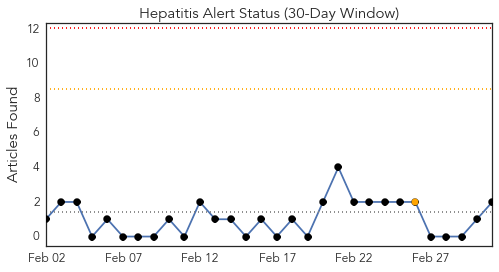 Hepatitis Alert Status (30-Day Window)
12
10
8
6
4
2
0
Articles Found
Feb 02 Feb 07 Feb 12 Feb 17 Feb 22 Feb 27